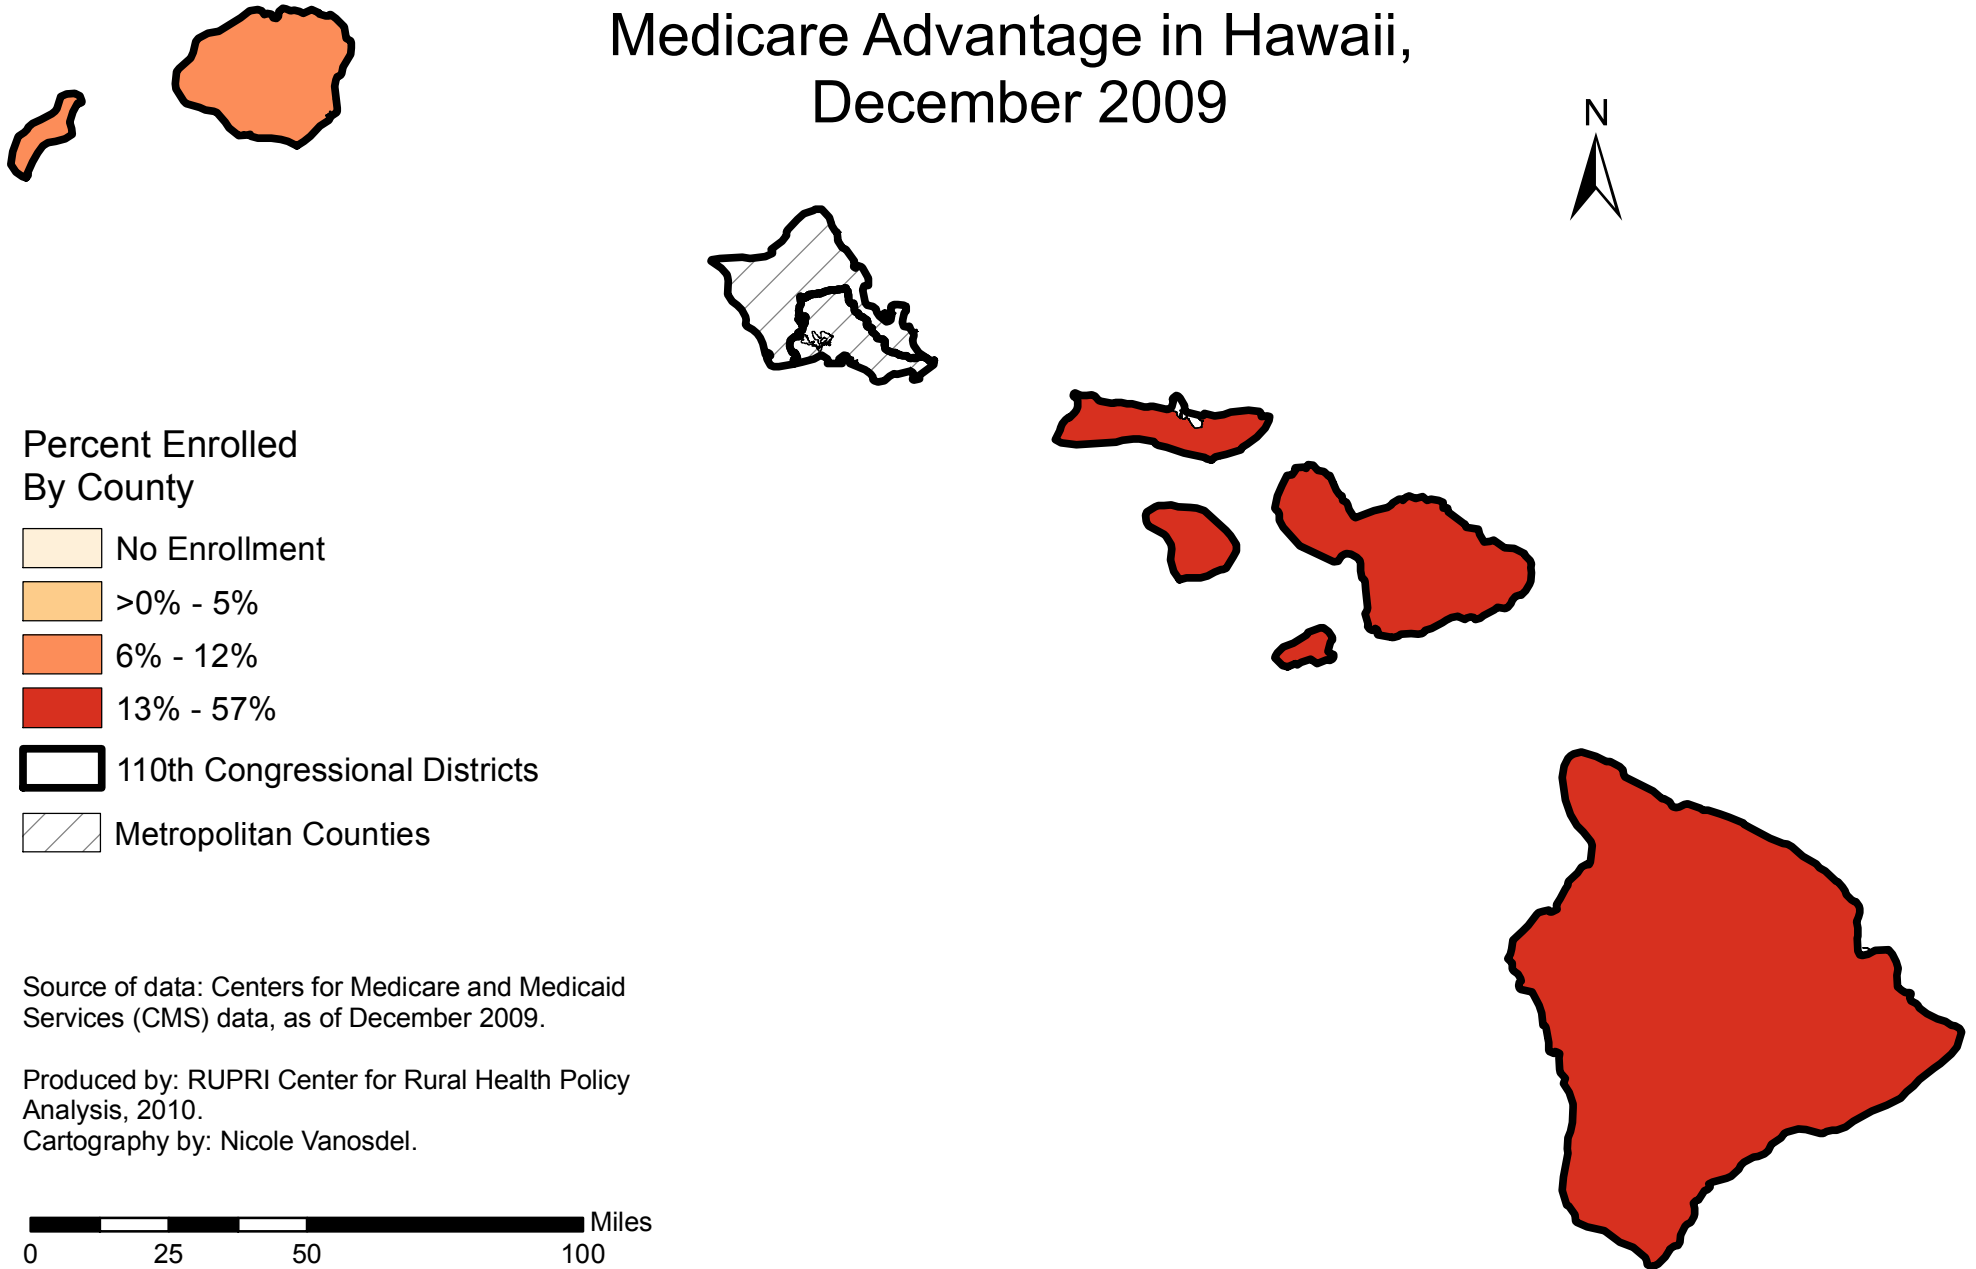 Medicare Advantage in Hawaii,
December 2009
N
Percent Enrolled
By County
No Enrollment
>0% - 5%
6% - 12%
13% - 57%
110th Congressional Districts
Metropolitan Counties
Source of data: Centers for Medicare and Medicaid
Services (CMS) data, as of December 2009.
Produced by: RUPRI Center for Rural Health Policy
Analysis, 2010.
Cartography by: Nicole Vanosdel.
Miles
0 25 50 100